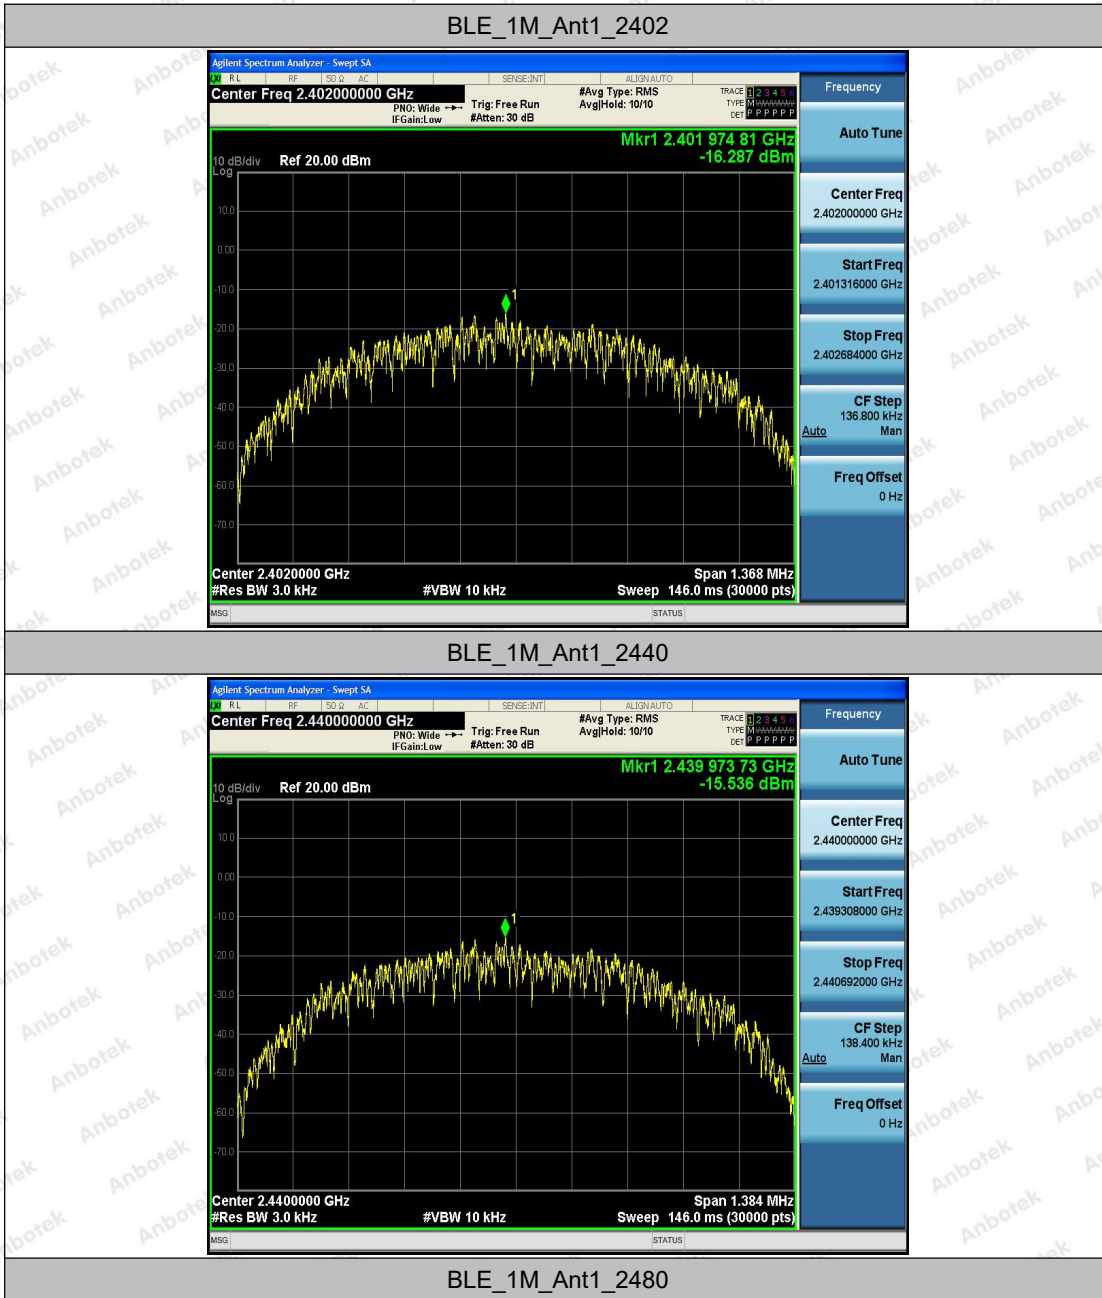 BLE_1M_Ant1_2402
Agilent Spectrum Analyzer - Swept SA
LXI RL RF 50 Ω AC SENSE:INT ALIGNAUTO
Center Freq 2.402000000 GHz
PNO: Wide
IFGain:Low
Trig: Free Run
#Atten: 30 dB
#Avg Type: RMS
Avg|Hold: 10/10
TRACE 1 2 3 4 5 6
TYPE M WWWWW
DET P P P P P P
Mkr1 2.401 974 81 GHz
-16.287 dBm
10 dB/div Ref 20.00 dBm
Log
10.0
0.00
-10.0
1
-20.0
-30.0
-40.0
-50.0
-60.0
-70.0
Center 2.4020000 GHz Span 1.368 MHz
#Res BW 3.0 kHz #VBW 10 kHz Sweep 146.0 ms (30000 pts)
MSG STATUS
Frequency
Auto Tune
Center Freq
2.402000000 GHz
Start Freq
2.401316000 GHz
Stop Freq
2.402684000 GHz
CF Step
136.800 kHz
Auto Man
Freq Offset
0 Hz
BLE_1M_Ant1_2440
Agilent Spectrum Analyzer - Swept SA
LXI RL RF 50 Ω AC SENSE:INT ALIGNAUTO
Center Freq 2.440000000 GHz
PNO: Wide
IFGain:Low
Trig: Free Run
#Atten: 30 dB
#Avg Type: RMS
Avg|Hold: 10/10
TRACE 1 2 3 4 5 6
TYPE M WWWWW
DET P P P P P P
Mkr1 2.439 973 73 GHz
-15.536 dBm
10 dB/div Ref 20.00 dBm
Log
10.0
0.00
-10.0
1
-20.0
-30.0
-40.0
-50.0
-60.0
-70.0
Center 2.4400000 GHz Span 1.384 MHz
#Res BW 3.0 kHz #VBW 10 kHz Sweep 146.0 ms (30000 pts)
MSG STATUS
Frequency
Auto Tune
Center Freq
2.440000000 GHz
Start Freq
2.439308000 GHz
Stop Freq
2.440692000 GHz
CF Step
138.400 kHz
Auto Man
Freq Offset
0 Hz
BLE_1M_Ant1_2480
Anbotek